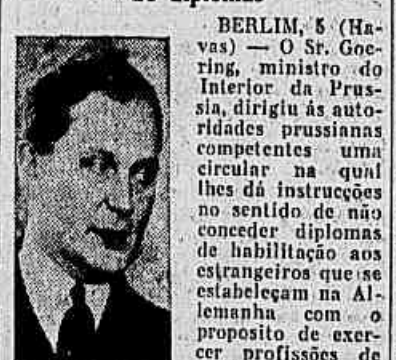 BERLIM, 5 (Ha-
vas) — O Sr. Goe-
ring, ministro do
Interior da Prus-
sia, dirigiu ás auto-
ridades prussianas
competentes uma
circular na qual
lhes dá instrucções
no sentido de não
conceder diplomas
de habilitação aos
estrangeiros que se
estabeleçam na Al-
lemanha com o
proposito de exer-
cer profissões de